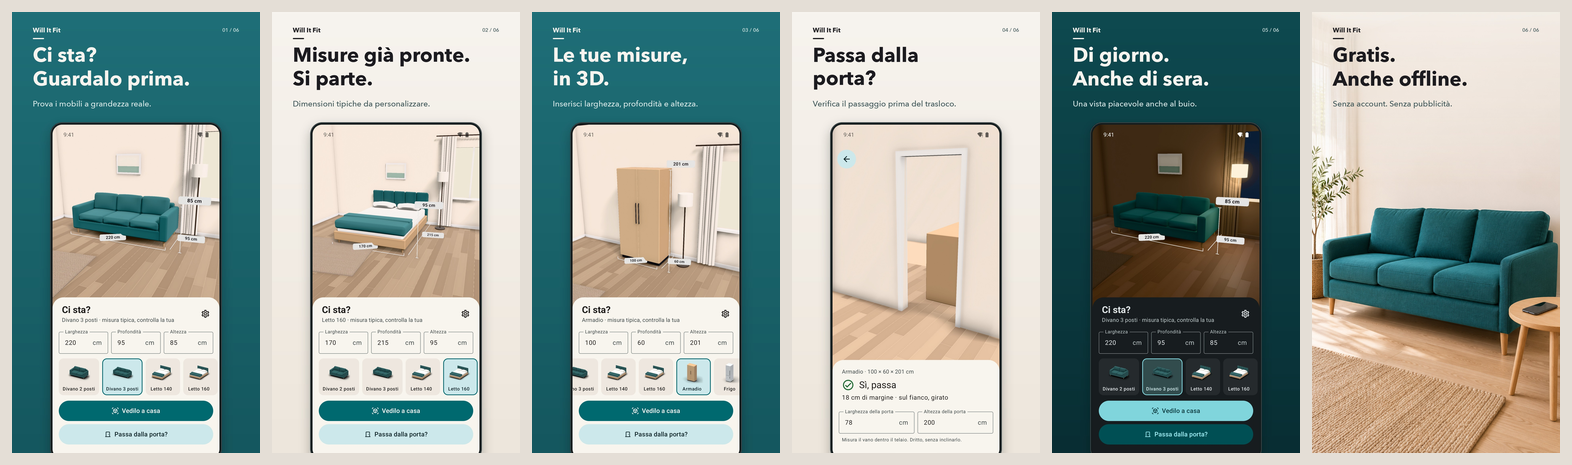 Will It Fit
01 / 06
Ci sta?
Guardalo prima.
Prova i mobili a grandezza reale.
9:41
85 cm
220 cm
95 cm
Ci sta?
Divano 3 posti · misura tipica, controlla la tua
Larghezza
Profondità
Altezza
220 cm
95 cm
85 cm
Divano 2 posti
Divano 3 posti
Letto 140
Letto 160
Vedilo a casa
Passa dalla porta?
Will It Fit
02 / 06
Misure già pronte.
Si parte.
Dimensioni tipiche da personalizzare.
9:41
95 cm
215 cm
170 cm
Ci sta?
Letto 160 · misura tipica, controlla la tua
Larghezza
Profondità
Altezza
170 cm
215 cm
95 cm
Divano 2 posti
Divano 3 posti
Letto 140
Letto 160
Vedilo a casa
Passa dalla porta?
Will It Fit
03 / 06
Le tue misure,
in 3D.
Inserisci larghezza, profondità e altezza.
9:41
201 cm
100 cm
60 cm
Ci sta?
Armadio · misura tipica, controlla la tua
Larghezza
Profondità
Altezza
100 cm
60 cm
201 cm
o 3 posti
Letto 140
Letto 160
Armadio
Frigo
Vedilo a casa
Passa dalla porta?
Will It Fit
04 / 06
Passa dalla
porta?
Verifica il passaggio prima del trasloco.
9:41
Armadio · 100 × 60 × 201 cm
Sì, passa
18 cm di margine · sul fianco, girato
Larghezza della porta
Altezza della porta
78 cm
200 cm
Misura il vano dentro il telaio. Dritto, senza inclinarlo.
Will It Fit
05 / 06
Di giorno.
Anche di sera.
Una vista piacevole anche al buio.
9:41
85 cm
220 cm
95 cm
Ci sta?
Divano 3 posti · misura tipica, controlla la tua
Larghezza
Profondità
Altezza
220 cm
95 cm
85 cm
Divano 2 posti
Divano 3 posti
Letto 140
Letto 160
Vedilo a casa
Passa dalla porta?
Will It Fit
06 / 06
Gratis.
Anche offline.
Senza account. Senza pubblicità.